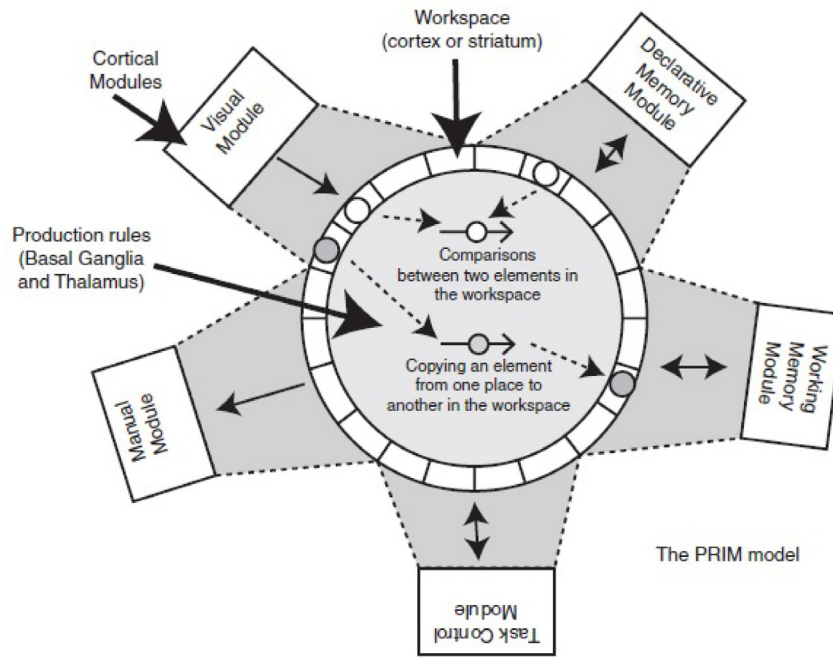 Workspace
(cortex or striatum)
Cortical
Modules
Visual
Module
Declarative
Memory
Module
Production rules
(Basal Ganglia
and Thalamus)
Comparisons
between two elements in
the workspace
Copying an element
from one place to
another in the workspace
Manual
Module
Working
Memory
Module
Task Control
Module
The PRIM model